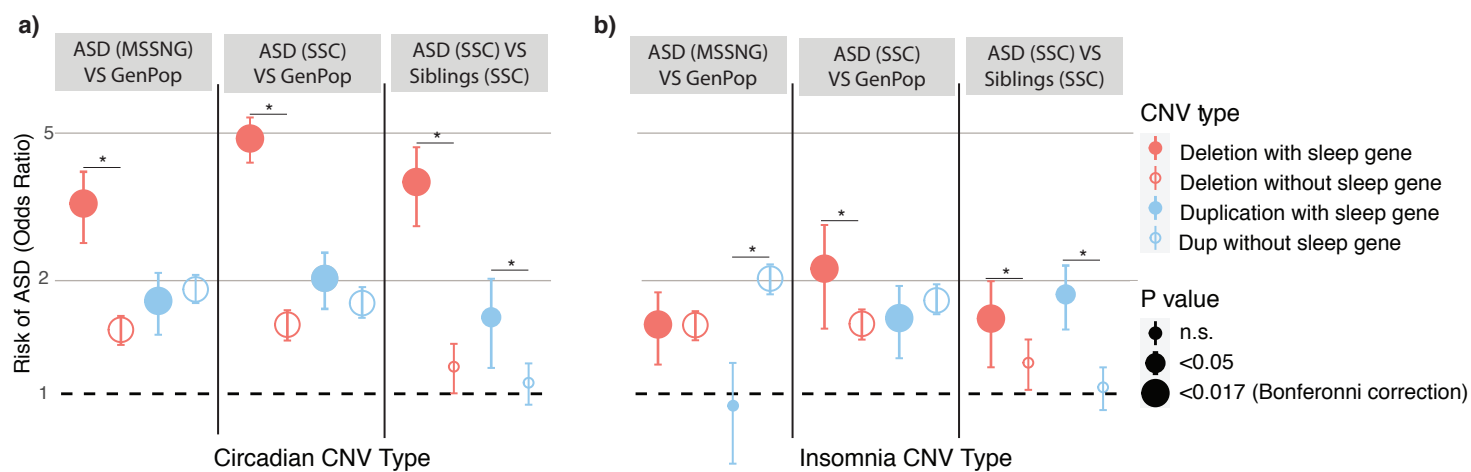 a)
ASD (MSSNG)
VS GenPop
ASD (SSC)
VS GenPop
ASD (SSC) VS
Siblings (SSC)
Risk of ASD (Odds Ratio)
5
2
1
*
*
*
*
Circadian CNV Type
b)
ASD (MSSNG)
VS GenPop
ASD (SSC)
VS GenPop
ASD (SSC) VS
Siblings (SSC)
*
*
*
*
Insomnia CNV Type
CNV type
Deletion with sleep gene
Deletion without sleep gene
Duplication with sleep gene
Dup without sleep gene
P value
n.s.
<0.05
<0.017 (Bonferonni correction)